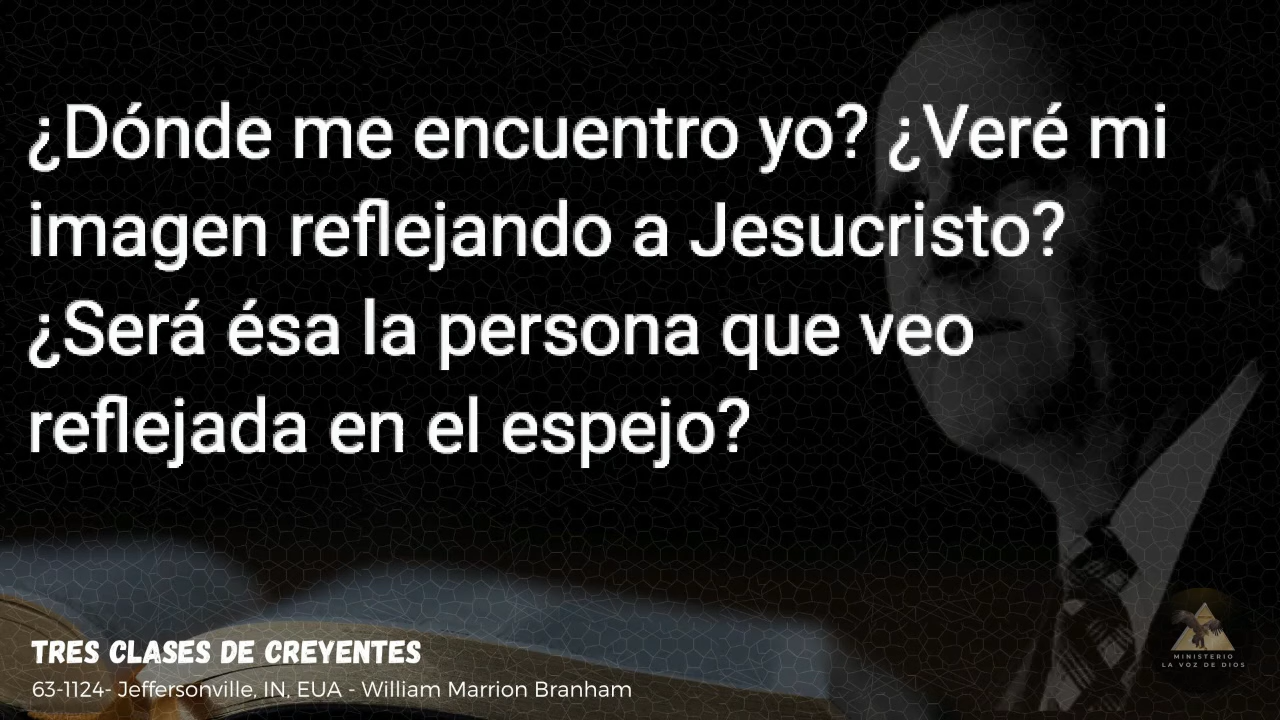 ¿Dónde me encuentro yo? ¿Veré mi
imagen reflejando a Jesucristo?
¿Será ésa la persona que veo
reflejada en el espejo?
TRES CLASES DE CREYENTES
63-1124- Jeffersonville, IN, EUA - William Marrion Branham
MINISTERIO
LA VOZ DE DIOS